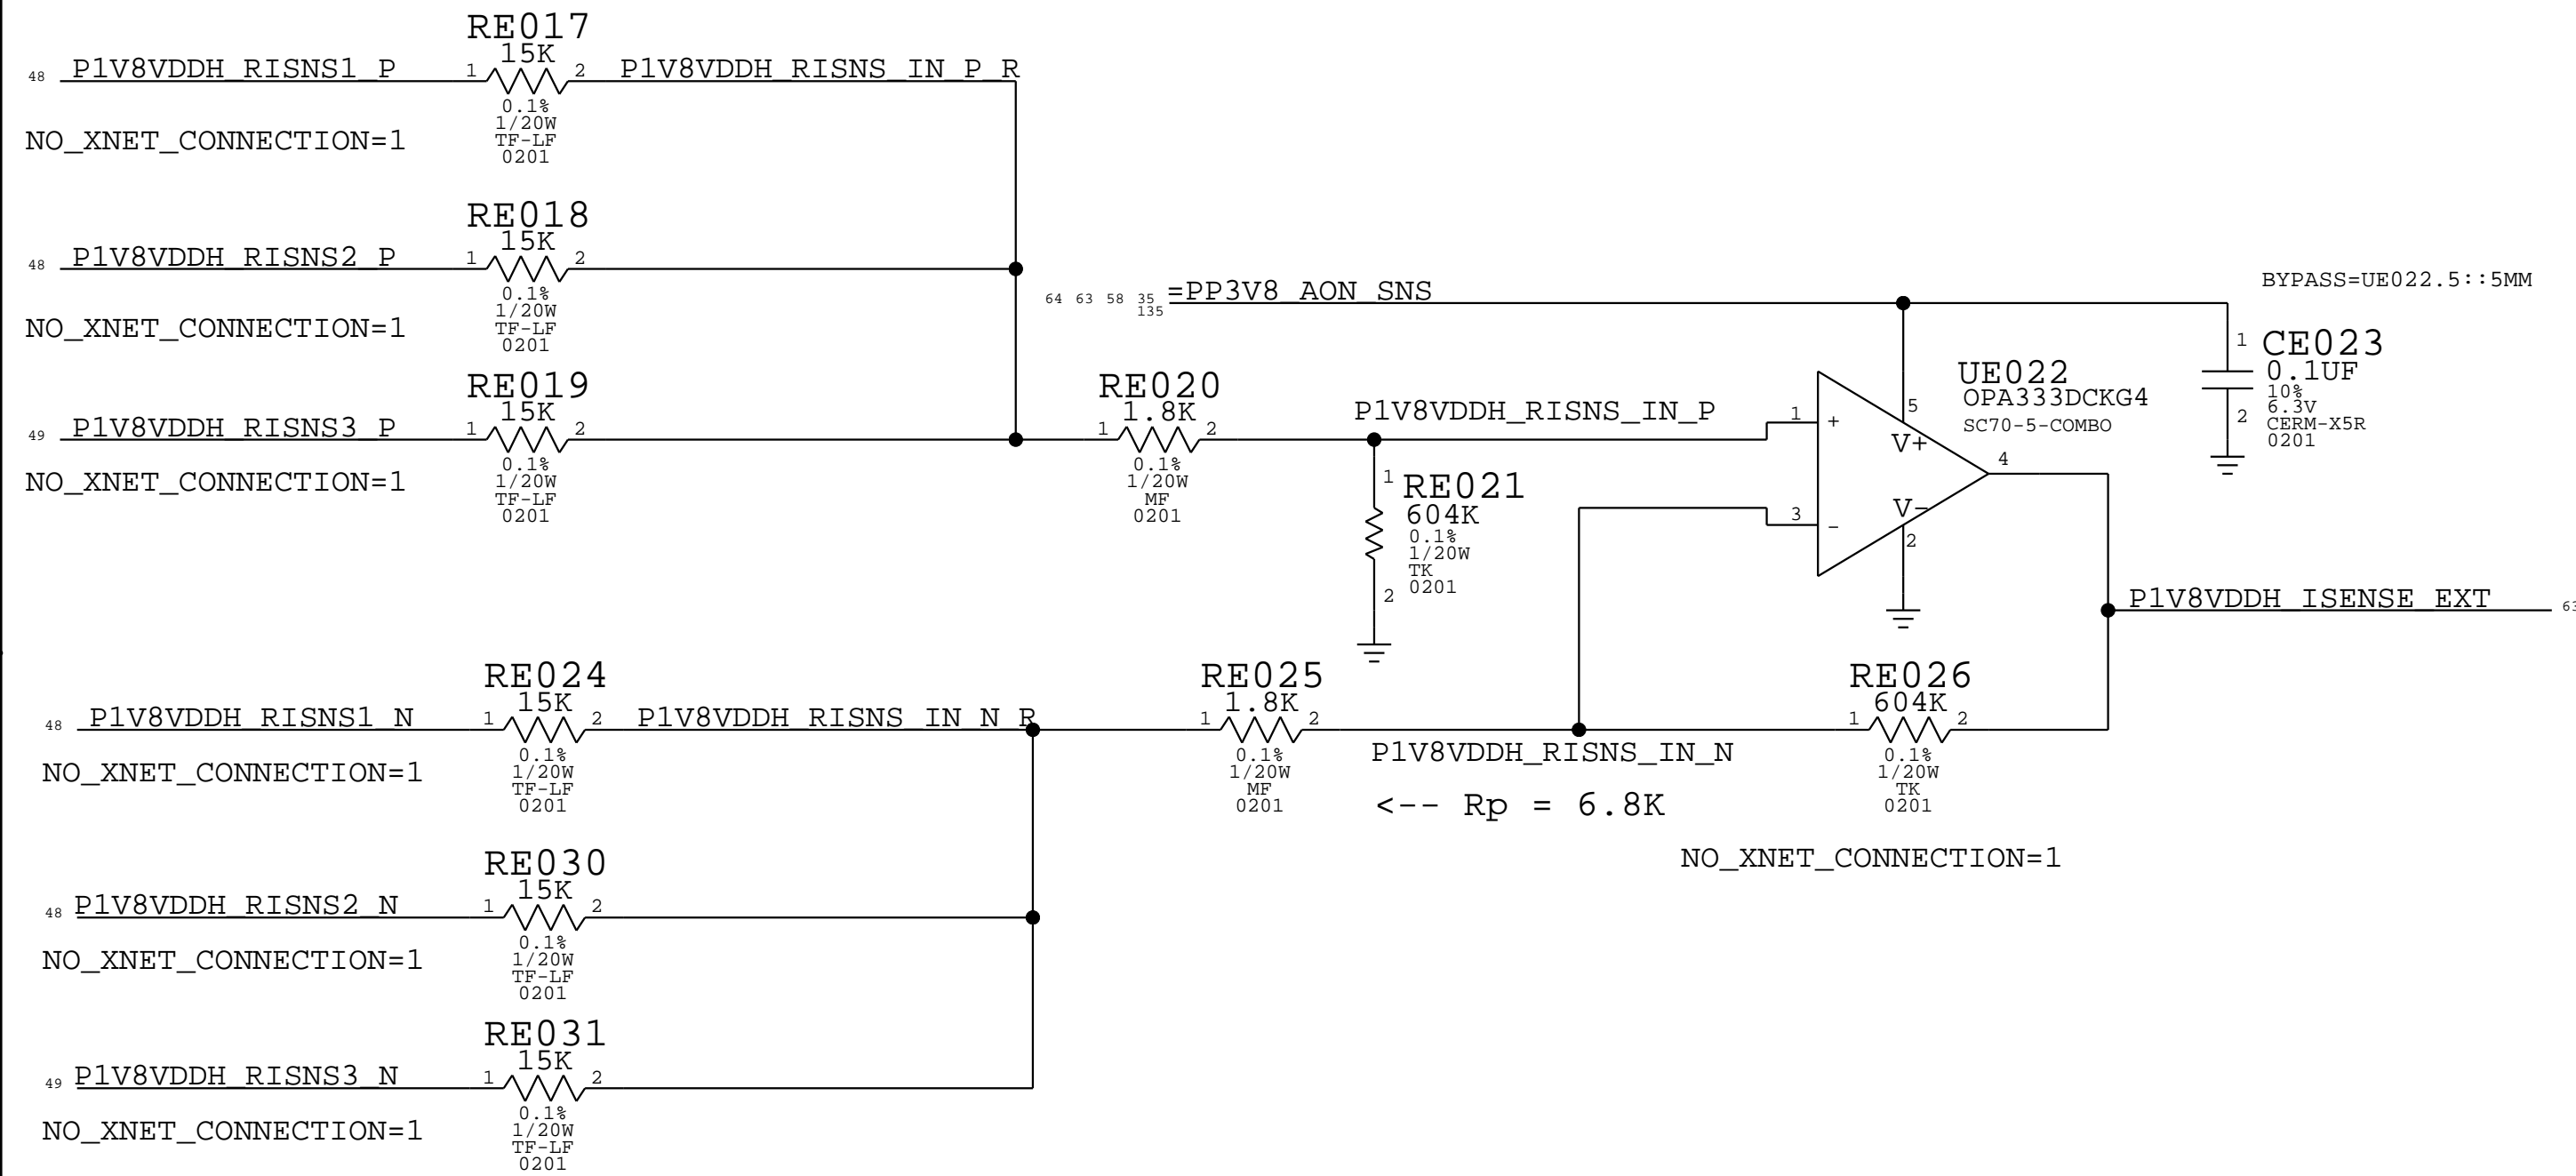 RE017
15K
48 P1V8VDDH_RISNS1_P 1 2 P1V8VDDH_RISNS_IN_P_R
0.1%
1/20W
TF-LF
0201
NO_XNET_CONNECTION=1
RE018
15K
48 P1V8VDDH_RISNS2_P 1 2
0.1%
1/20W
TF-LF
0201
NO_XNET_CONNECTION=1
RE019
15K
49 P1V8VDDH_RISNS3_P 1 2
0.1%
1/20W
TF-LF
0201
NO_XNET_CONNECTION=1
64 63 58 35 =PP3V8_AON_SNS
135
BYPASS=UE022.5::5MM
1 CE023
0.1UF
10%
6.3V
2 CERM-X5R
0201
RE020
1.8K
1 2
0.1%
1/20W
MF
0201
P1V8VDDH_RISNS_IN_P
1 RE021
604K
0.1%
1/20W
TK
2 0201
UE022
OPA333DCKG4
SC70-5-COMBO
1 + 5
V+
4
3 - V-
2
P1V8VDDH_ISENSE_EXT 63
RE024
15K
48 P1V8VDDH_RISNS1_N 1 2 P1V8VDDH_RISNS_IN_N_R
0.1%
1/20W
TF-LF
0201
NO_XNET_CONNECTION=1
RE025
1.8K
1 2
0.1%
1/20W
MF
0201
P1V8VDDH_RISNS_IN_N
<-- Rp = 6.8K
RE026
604K
1 2
0.1%
1/20W
TK
0201
NO_XNET_CONNECTION=1
RE030
15K
48 P1V8VDDH_RISNS2_N 1 2
0.1%
1/20W
TF-LF
0201
NO_XNET_CONNECTION=1
RE031
15K
49 P1V8VDDH_RISNS3_N 1 2
0.1%
1/20W
TF-LF
0201
NO_XNET_CONNECTION=1